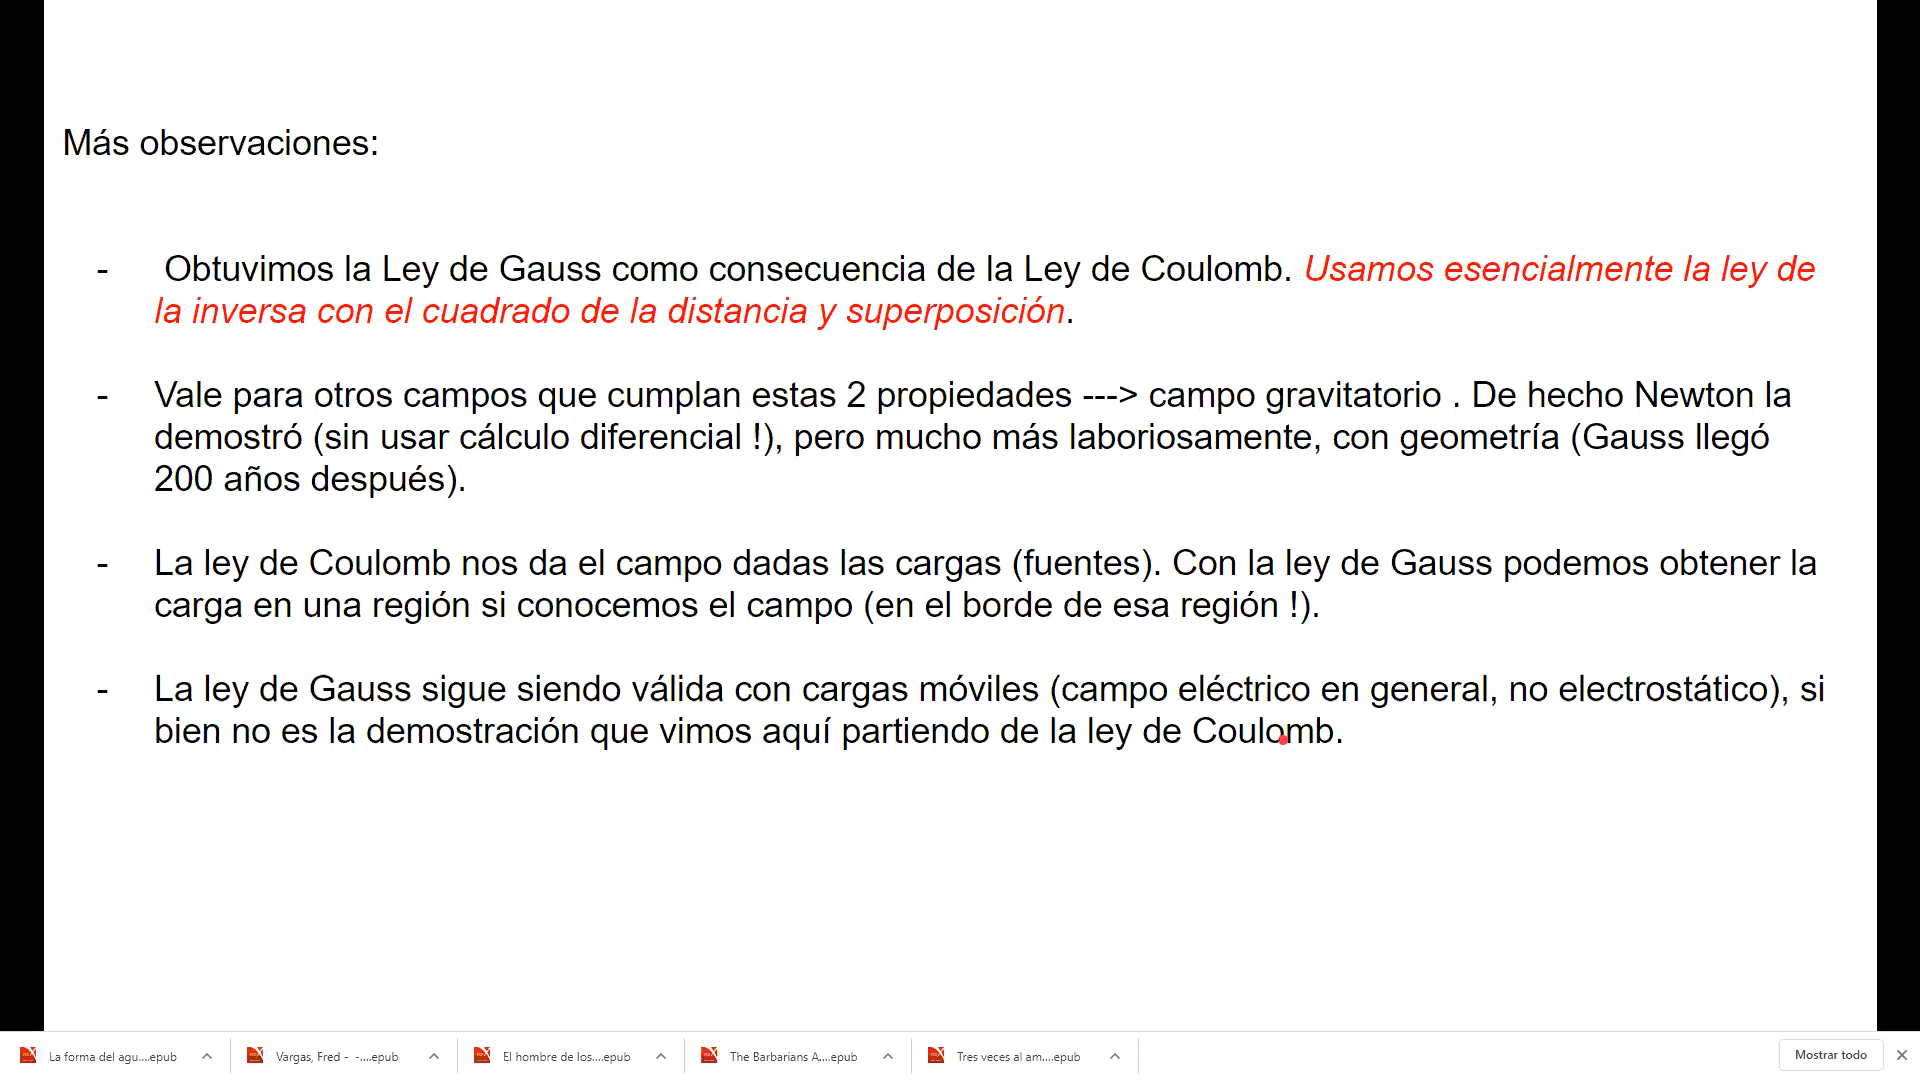 Más observaciones:
- Obtuvimos la Ley de Gauss como consecuencia de la Ley de Coulomb. Usamos esencialmente la ley de
la inversa con el cuadrado de la distancia y superposición.
- Vale para otros campos que cumplan estas 2 propiedades ---> campo gravitatorio . De hecho Newton la
demostró (sin usar cálculo diferencial !), pero mucho más laboriosamente, con geometría (Gauss llegó
200 años después).
- La ley de Coulomb nos da el campo dadas las cargas (fuentes). Con la ley de Gauss podemos obtener la
carga en una región si conocemos el campo (en el borde de esa región !).
- La ley de Gauss sigue siendo válida con cargas móviles (campo eléctrico en general, no electrostático), si
bien no es la demostración que vimos aquí partiendo de la ley de Coulomb.
La forma del agu....epub
Vargas, Fred - -....epub
El hombre de los....epub
The Barbarians A....epub
Tres veces al am....epub
Mostrar todo